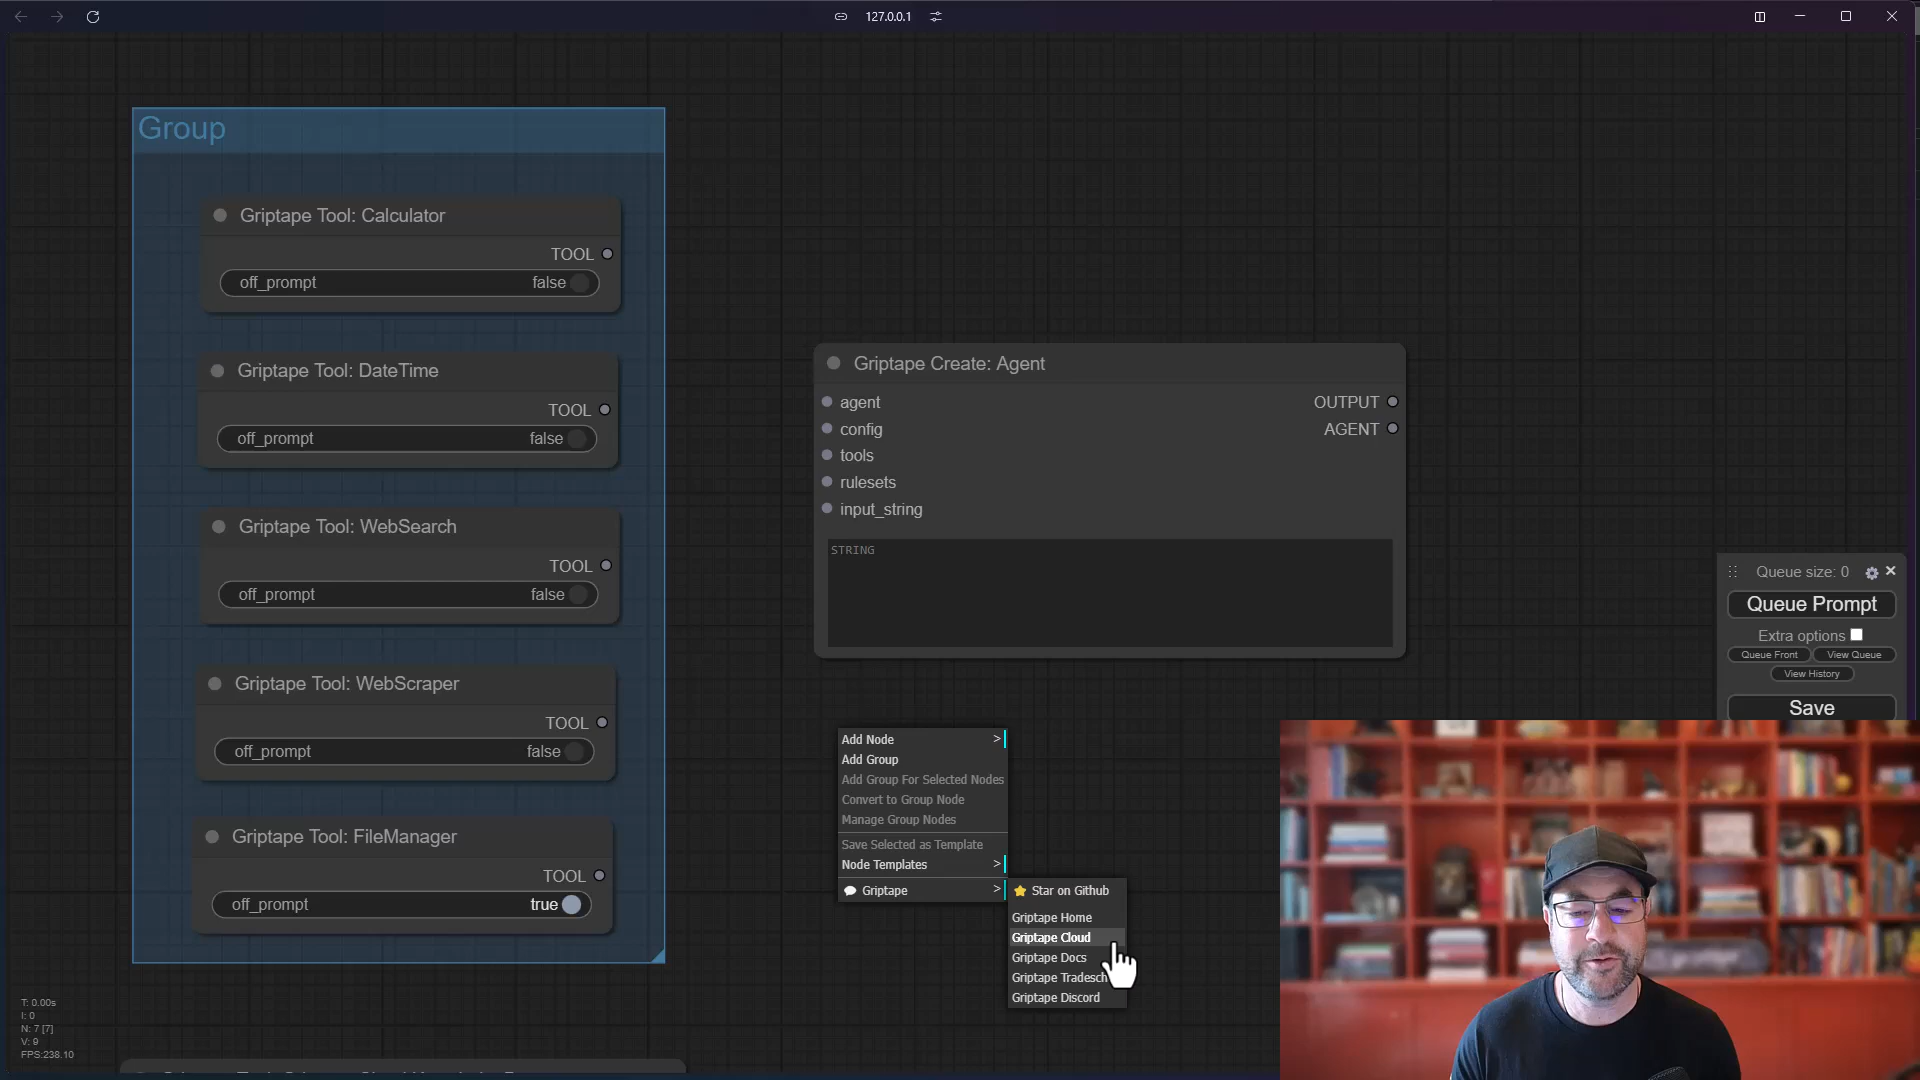 127.0.0.1
Group
Griptape Tool: Calculator
TOOL
off_prompt false
Griptape Tool: DateTime
TOOL
off_prompt false
Griptape Tool: WebSearch
TOOL
off_prompt false
Griptape Tool: WebScraper
TOOL
off_prompt false
Griptape Tool: FileManager
TOOL
off_prompt true
Griptape Create: Agent
agent OUTPUT
config AGENT
tools
rulesets
input_string
STRING
Add Node >
Add Group
Add Group For Selected Nodes
Convert to Group Node
Manage Group Nodes
Save Selected as Template
Node Templates >
Griptape >
Star on Github
Griptape Home
Griptape Cloud
Griptape Docs
Griptape Tradesch
Griptape Discord
Queue size: 0
Queue Prompt
Extra options
Queue Front View Queue
View History
Save
T: 0.00s
I: 0
N: 7 [7]
V: 9
FPS:238.10